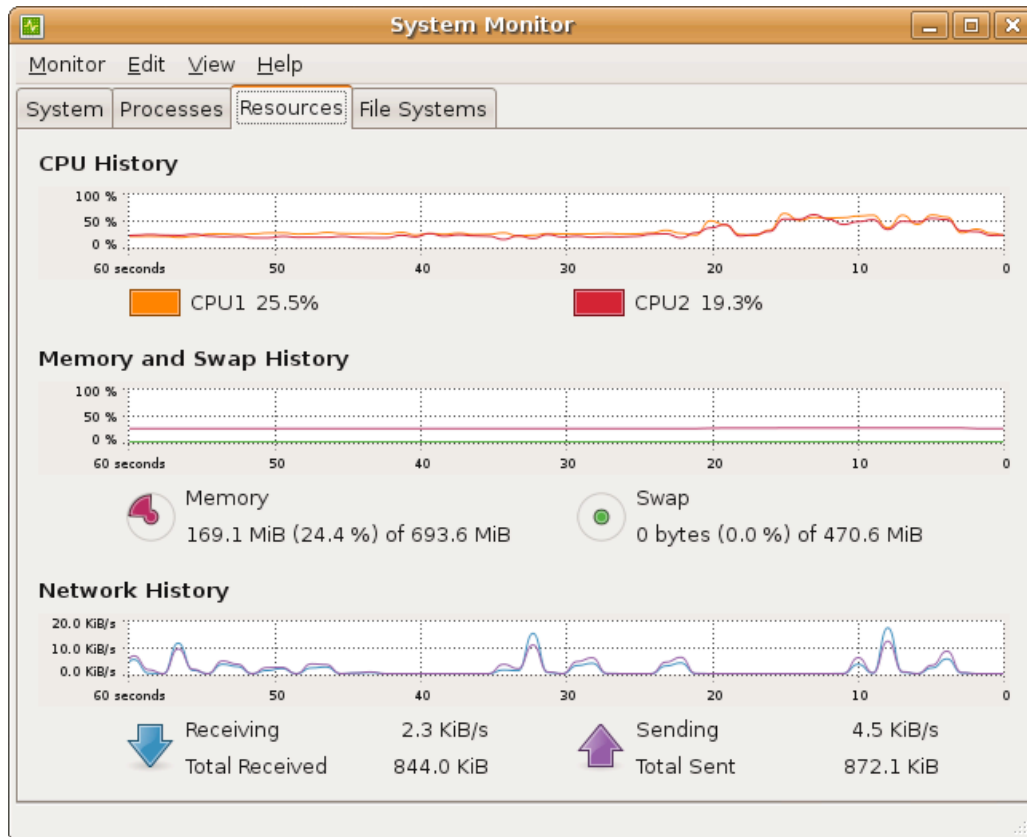 System Monitor
Monitor Edit View Help
System Processes Resources File Systems
CPU History
100 %
50 %
0 %
60 seconds 50 40 30 20 10 0
CPU1 25.5% CPU2 19.3%
Memory and Swap History
100 %
50 %
0 %
60 seconds 50 40 30 20 10 0
Memory Swap
169.1 MiB (24.4 %) of 693.6 MiB 0 bytes (0.0 %) of 470.6 MiB
Network History
20.0 KiB/s
10.0 KiB/s
0.0 KiB/s
60 seconds 50 40 30 20 10 0
Receiving 2.3 KiB/s Sending 4.5 KiB/s
Total Received 844.0 KiB Total Sent 872.1 KiB